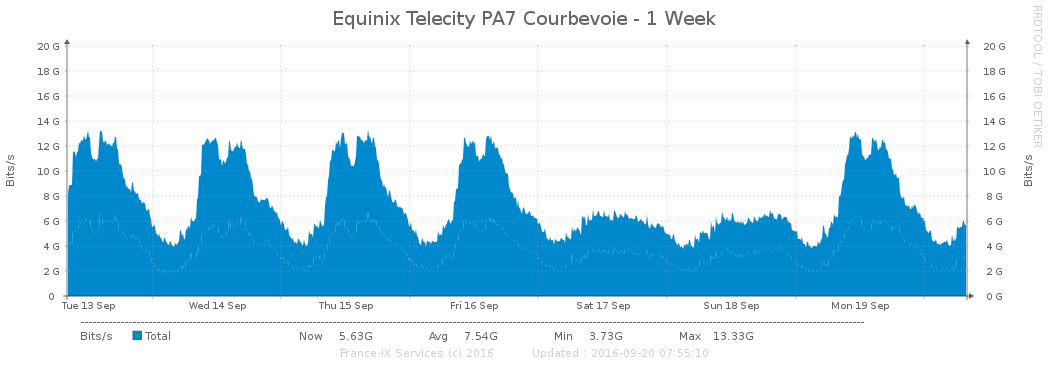 Equinix Telecity PA7 Courbevoie - 1 Week
RRDTOOL / TOBI OETIKER
Bits/s
Bits/s
20 G 20 G
18 G 18 G
16 G 16 G
14 G 14 G
12 G 12 G
10 G 10 G
8 G 8 G
6 G 6 G
4 G 4 G
2 G 2 G
0 0 G
Tue 13 Sep Wed 14 Sep Thu 15 Sep Fri 16 Sep Sat 17 Sep Sun 18 Sep Mon 19 Sep
Bits/s Total Now 5.63G Avg 7.54G Min 3.73G Max 13.33G
France-IX Services (c) 2016 Updated : 2016-09-20 07:55:10